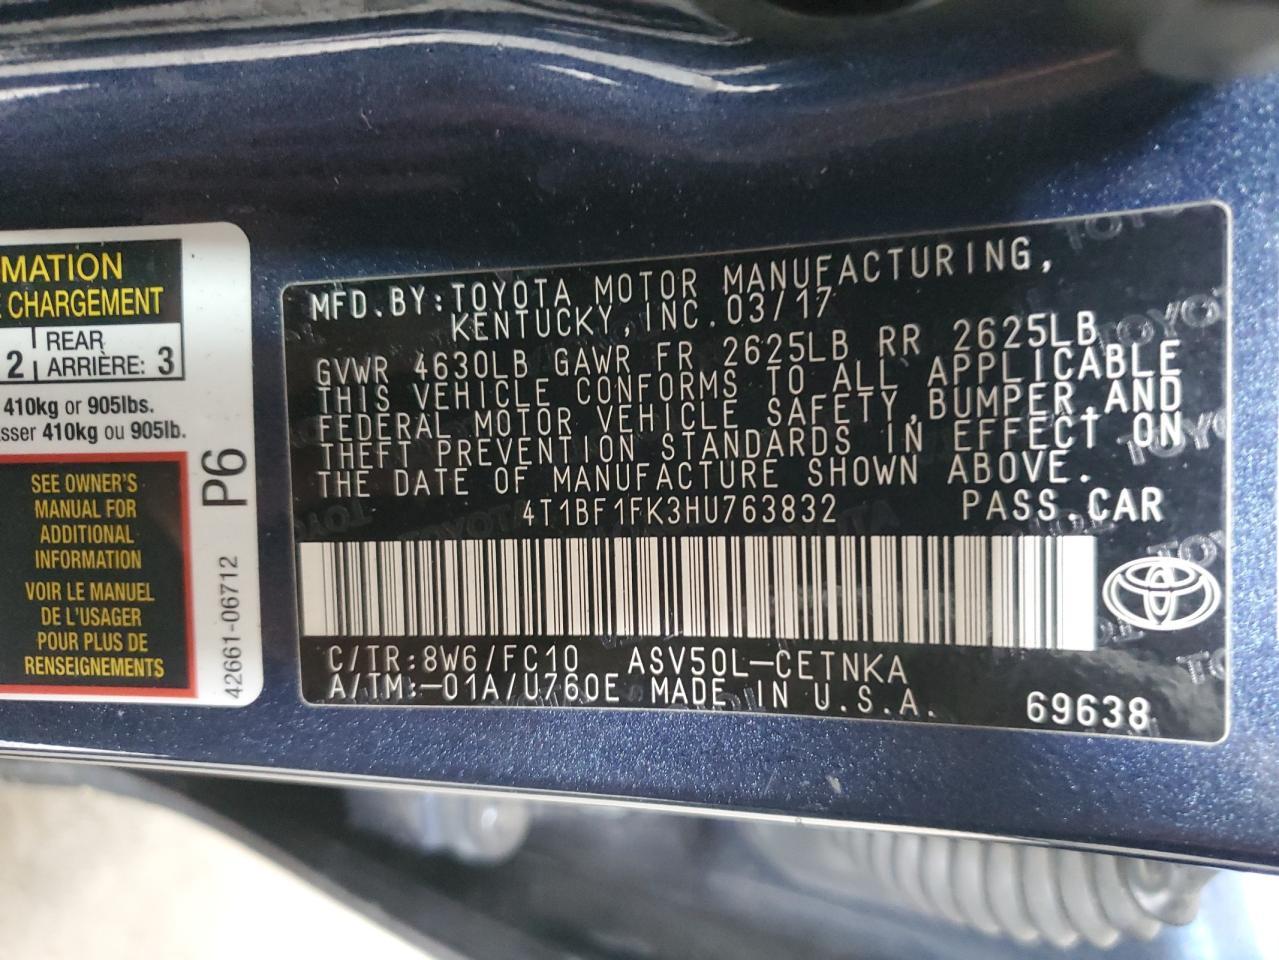 MATION
E CHARGEMENT
2 REAR
ARRIÈRE: 3
410kg or 905lbs.
sser 410kg ou 905lb.
SEE OWNER'S
MANUAL FOR
ADDITIONAL
INFORMATION
VOIR LE MANUEL
DE L'USAGER
POUR PLUS DE
RENSEIGNEMENTS
P6
42661-06712
MFD.BY:TOYOTA MOTOR MANUFACTURING,
KENTUCKY,INC.03/17
GVWR 4630LB GAWR FR 2625LB RR 2625LB
THIS VEHICLE CONFORMS TO ALL APPLICABLE
FEDERAL MOTOR VEHICLE SAFETY,BUMPER,AND
THEFT PREVENTION STANDARDS IN EFFECT ON
THE DATE OF MANUFACTURE SHOWN ABOVE.
4T1BF1FK3HU763832 PASS.CAR
C/TR:8W6/FC10 ASV50L-CETNKA
A/TM:-01A/U760E MADE IN U.S.A.
69638